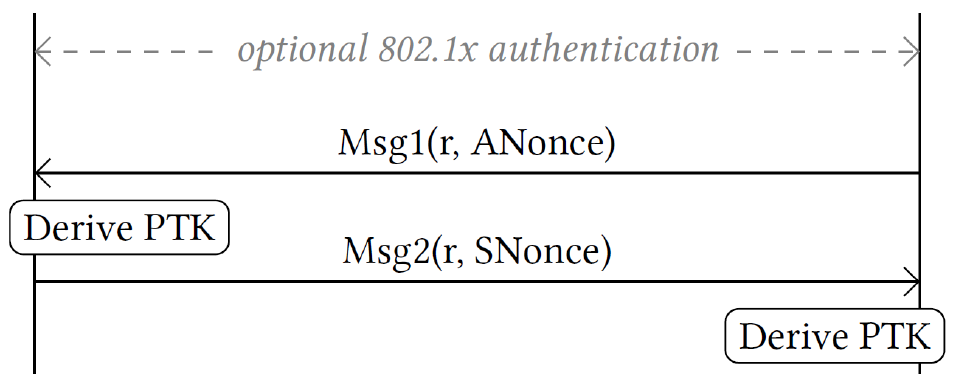 optional 802.1x authentication
Msg1(r, ANonce)
Derive PTK
Msg2(r, SNonce)
Derive PTK